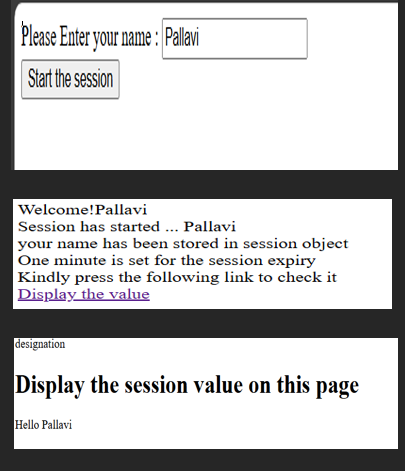 Please Enter your name : Pallavi
Start the session
Welcome!Pallavi
Session has started ... Pallavi
your name has been stored in session object
One minute is set for the session expiry
Kindly press the following link to check it
Display the value
designation
Display the session value on this page
Hello Pallavi